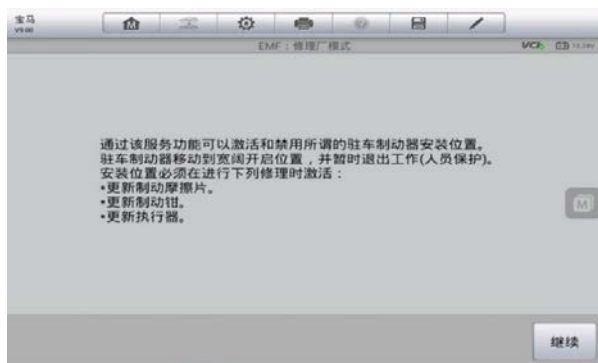 宝马
V9.00
EMF：修理厂模式
VCI
通过该服务功能可以激活和禁用所谓的驻车制动器安装位置。
驻车制动器移动到宽阔开启位置，并暂时退出工作(人员保护)。
安装位置必须在进行下列修理时激活：
•更新制动摩擦片。
•更新制动钳。
•更新执行器。
M
继续